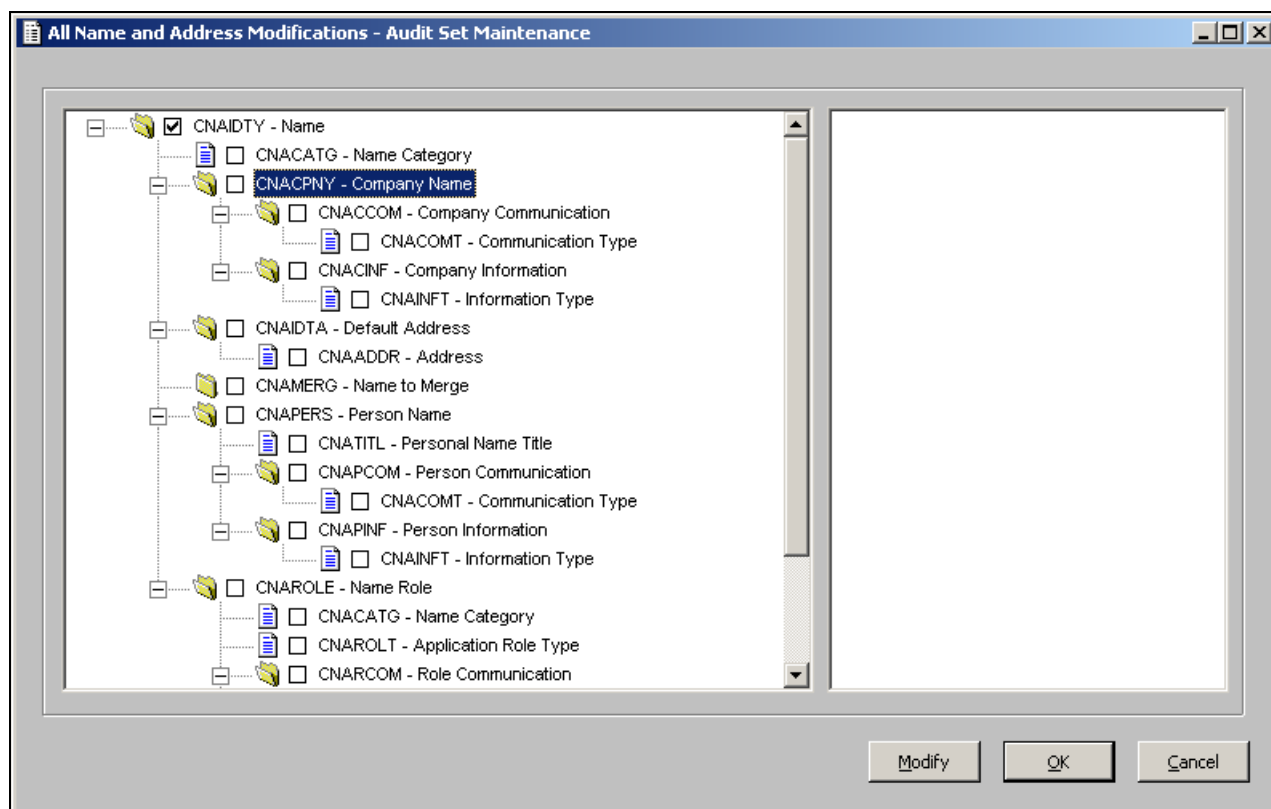 All Name and Address Modifications - Audit Set Maintenance
CNAIDTY - Name
CNACATG - Name Category
CNACPNY - Company Name
CNACCOM - Company Communication
CNACOMT - Communication Type
CNACINF - Company Information
CNAINFT - Information Type
CNAIDTA - Default Address
CNAADDR - Address
CNAMERG - Name to Merge
CNAPERS - Person Name
CNATITL - Personal Name Title
CNAPCOM - Person Communication
CNACOMT - Communication Type
CNAPINF - Person Information
CNAINFT - Information Type
CNAROLE - Name Role
CNACATG - Name Category
CNAROLT - Application Role Type
CNARCOM - Role Communication
Modify OK Cancel